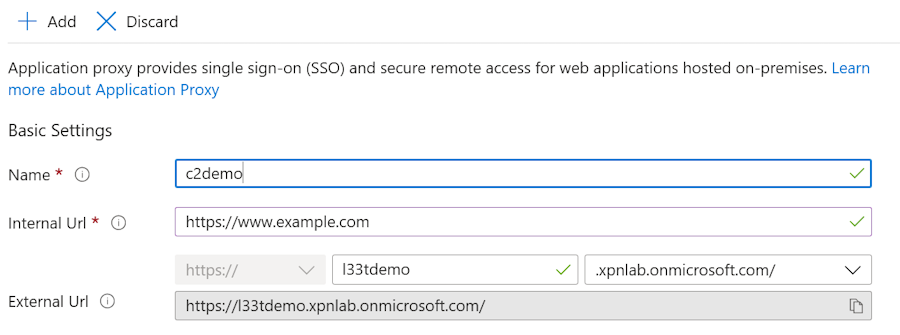 Add Discard
Application proxy provides single sign-on (SSO) and secure remote access for web applications hosted on-premises. Learn
more about Application Proxy
Basic Settings
Name * c2demo
Internal Url * https://www.example.com
https:// l33tdemo .xpnlab.onmicrosoft.com/
External Url https://l33tdemo.xpnlab.onmicrosoft.com/